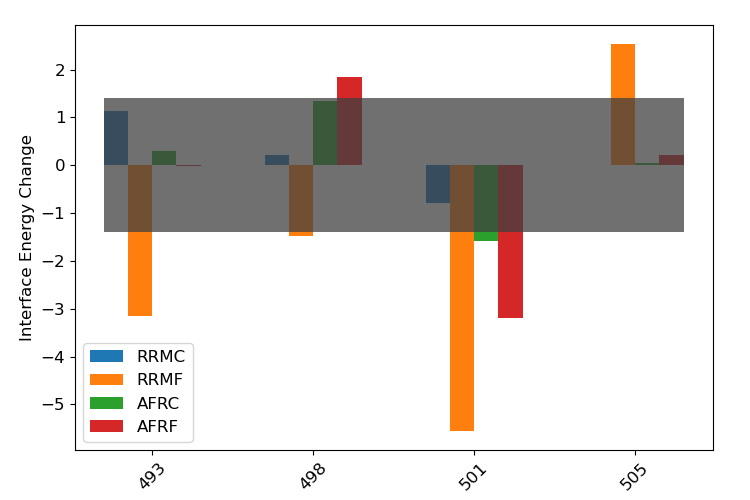 Interface Energy Change
2
1
0
−1
−2
−3
−4
−5
RRMC
RRMF
AFRC
AFRF
493
498
501
505